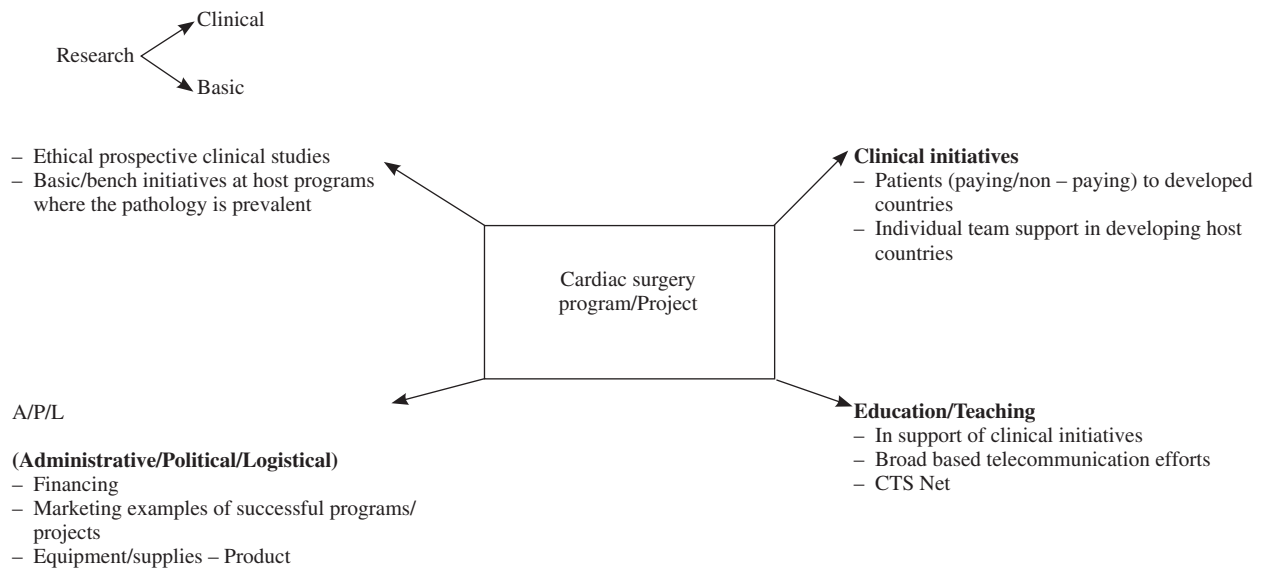 Clinical
Research
Basic
– Ethical prospective clinical studies
– Basic/bench initiatives at host programs
where the pathology is prevalent
Clinical initiatives
– Patients (paying/non – paying) to developed
countries
– Individual team support in developing host
countries
Cardiac surgery
program/Project
A/P/L
(Administrative/Political/Logistical)
– Financing
– Marketing examples of successful programs/
projects
– Equipment/supplies – Product
Education/Teaching
– In support of clinical initiatives
– Broad based telecommunication efforts
– CTS Net